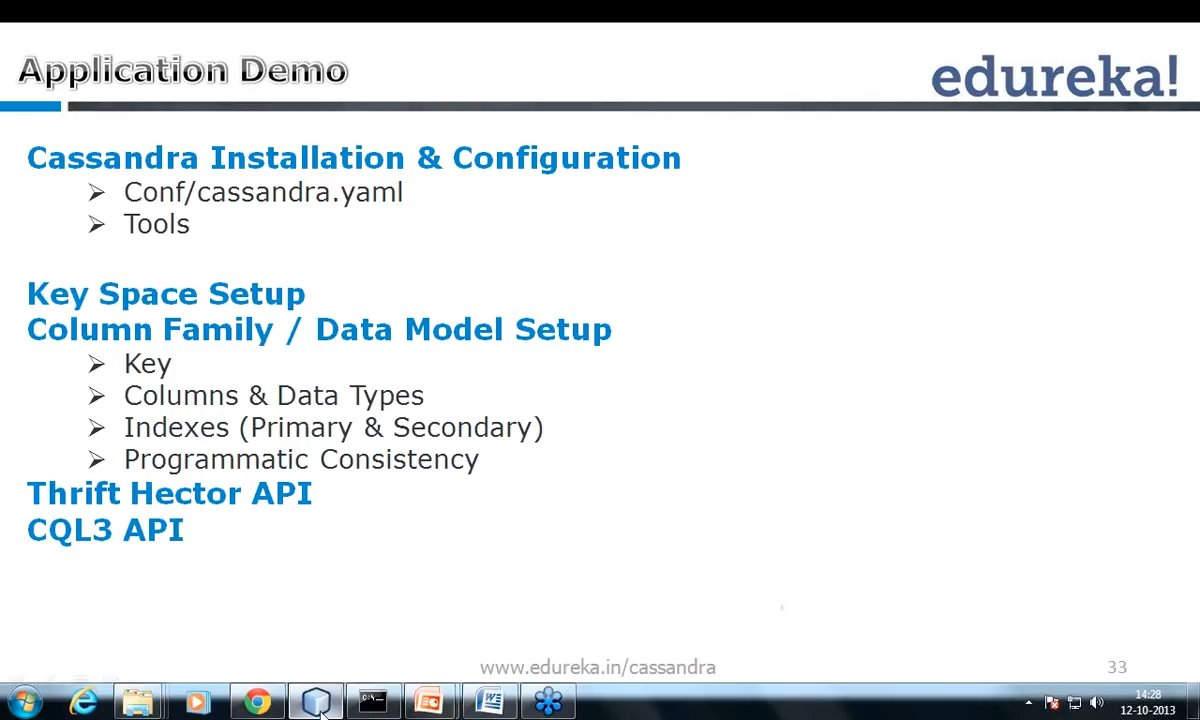 Application Demo
edureka!
Cassandra Installation & Configuration
Conf/cassandra.yaml
Tools
Key Space Setup
Column Family / Data Model Setup
Key
Columns & Data Types
Indexes (Primary & Secondary)
Programmatic Consistency
Thrift Hector API
CQL3 API
www.edureka.in/cassandra
33
14:28
12-10-2013